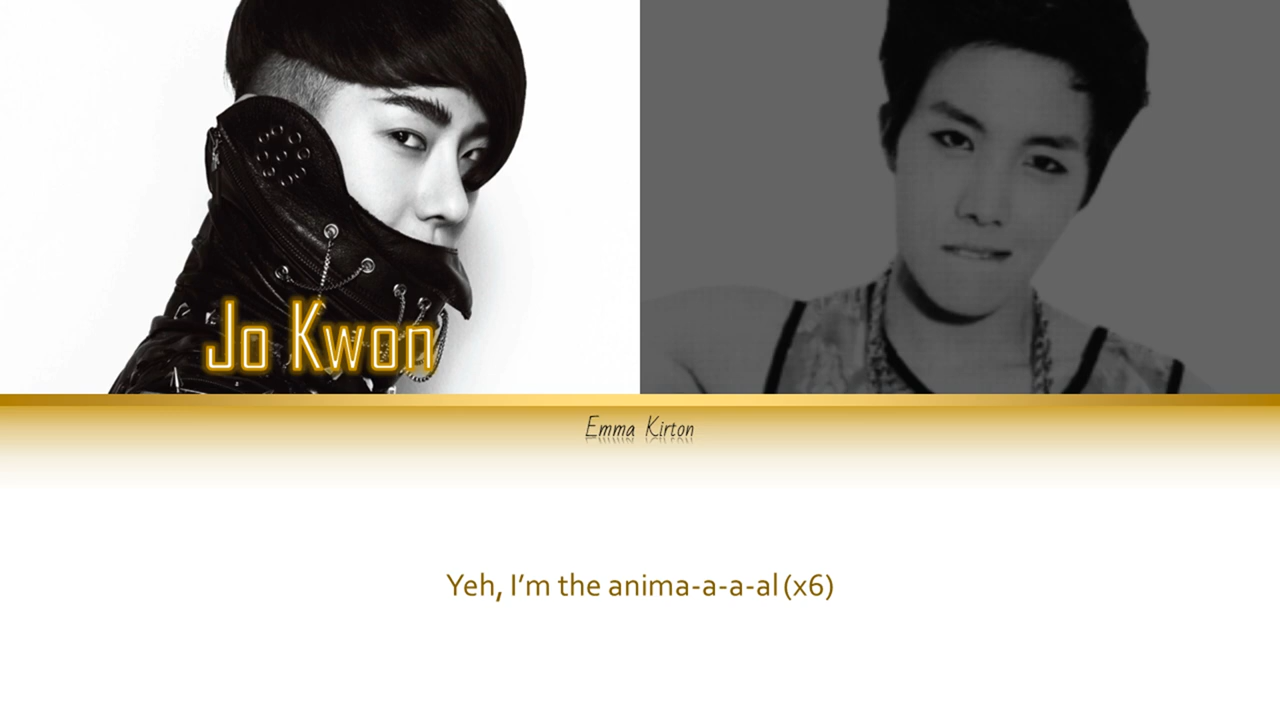 Jo Kwon
Emma Kirton
Yeh, I’m the anima-a-a-al (x6)